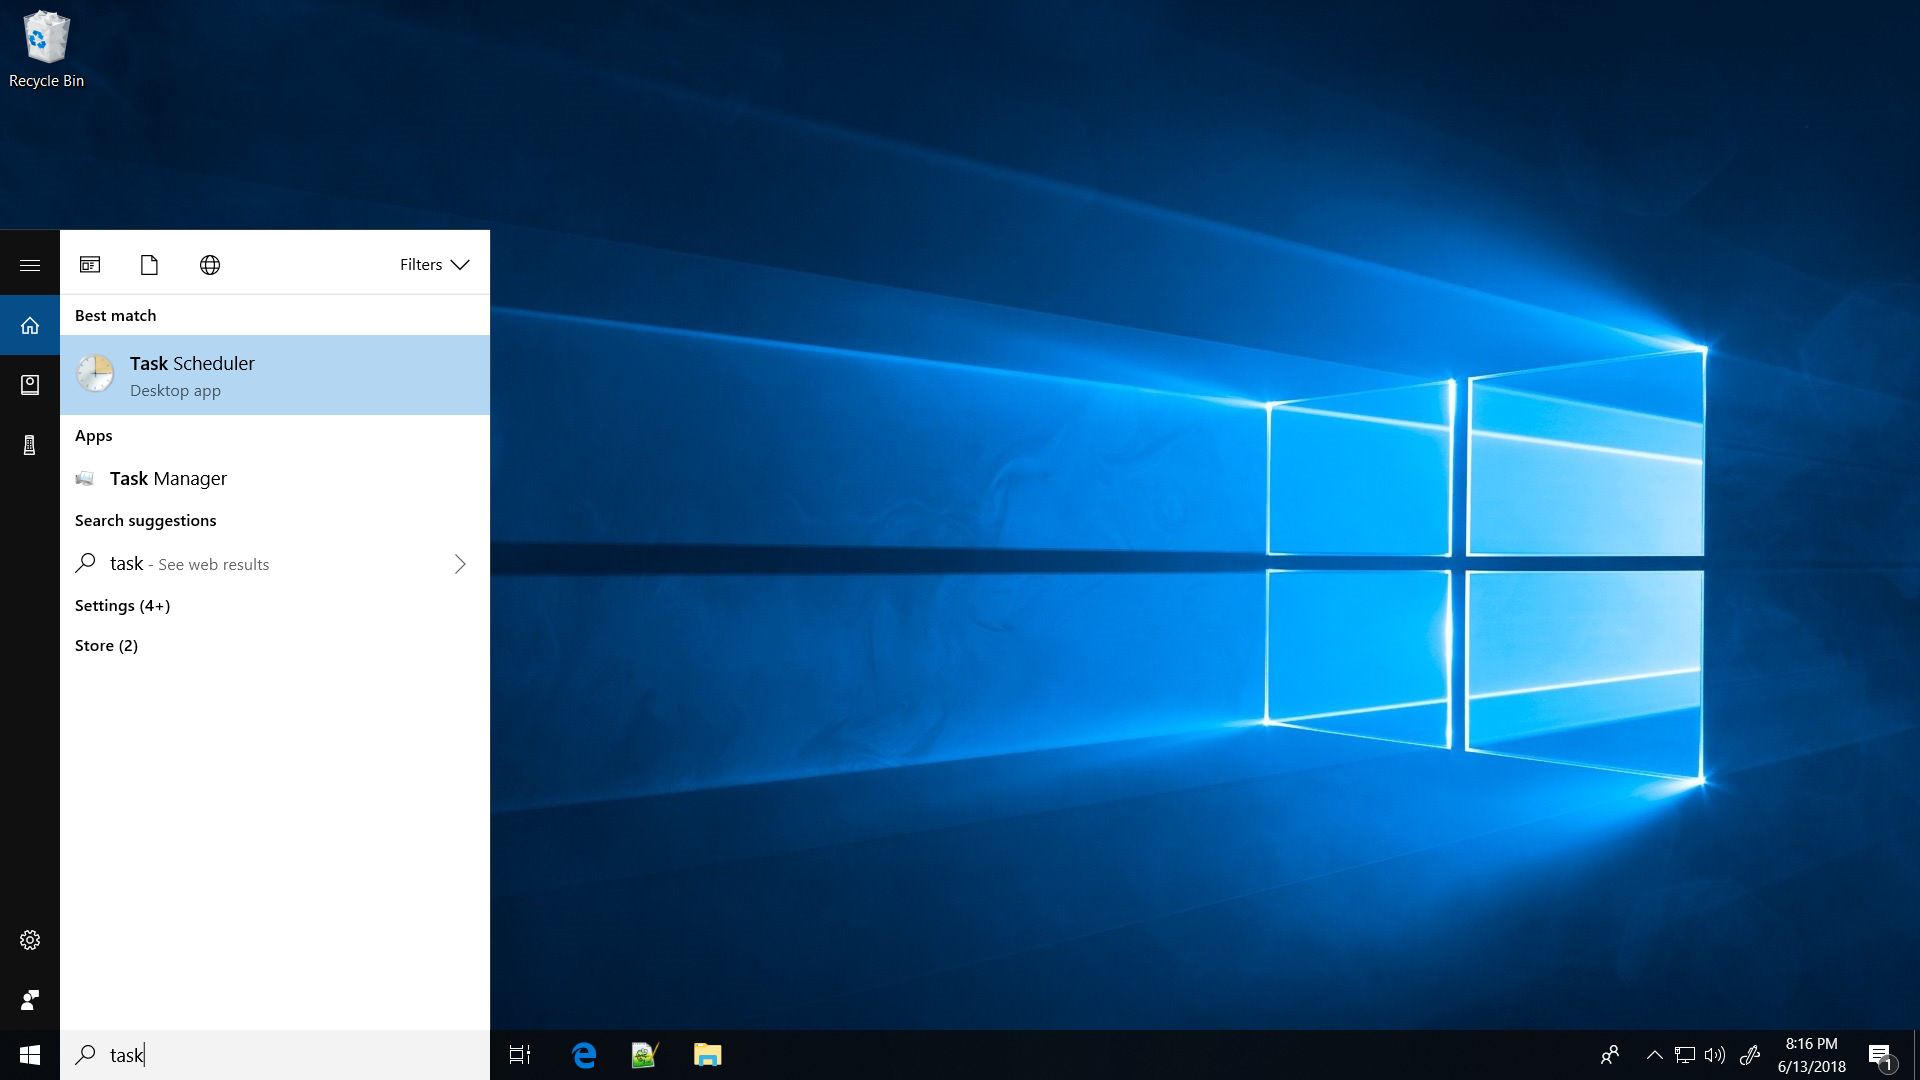 Recycle Bin
Filters
Best match
Task Scheduler
Desktop app
Apps
Task Manager
Search suggestions
task - See web results
Settings (4+)
Store (2)
task
8:16 PM
6/13/2018
1